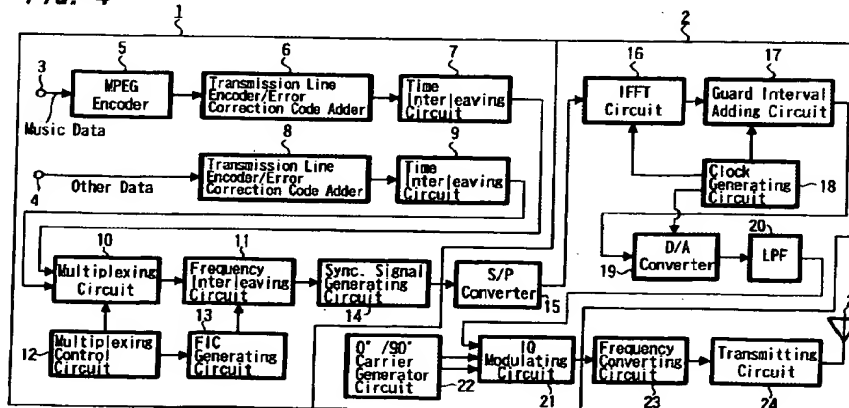 FIG. 4
1
2
3
5
6
7
16
17
MPEG
Encoder
Transmission Line
Encoder/Error
Correction Code Adder
Time
Interleaving
Circuit
IFFT
Circuit
Guard Interval
Adding Circuit
Music Data
8
9
4
Other Data
Transmission Line
Encoder/Error
Correction Code Adder
Time
Interleaving
Circuit
Clock
Generating
Circuit
18
10
11
20
Multiplexing
Circuit
Frequency
Interleaving
Circuit
Sync. Signal
Generating
Circuit
S/P
Converter
19
D/A
Converter
LPF
13
14
15
12
Multiplexing
Control
Circuit
FIC
Generating
Circuit
0° /90°
Carrier
Generator
Circuit
22
IQ
Modulating
Circuit
21
Frequency
Converting
Circuit
23
Transmitting
Circuit
24